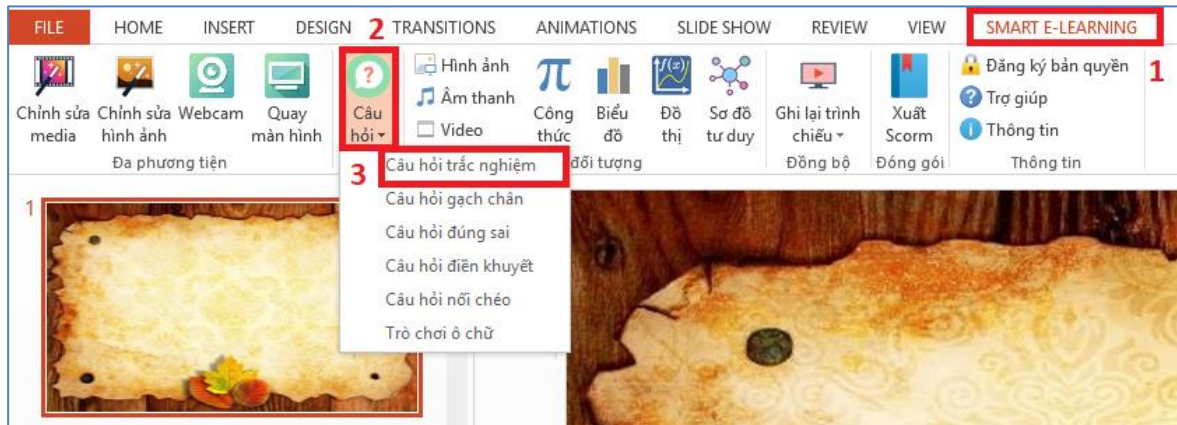 FILE HOME INSERT DESIGN 2 TRANSITIONS ANIMATIONS SLIDE SHOW REVIEW VIEW SMART E-LEARNING
1
Chỉnh sửa media
Chỉnh sửa hình ảnh
Webcam
Quay màn hình
Đa phương tiện
Câu hỏi
Hình ảnh
Âm thanh
Video
Công thức
Biểu đồ
Đồ thị
Sơ đồ tư duy
đối tượng
Ghi lại trình chiếu
Đồng bộ
Xuất Scorm
Đóng gói
Đăng ký bản quyền
Trợ giúp
Thông tin
Thông tin
3
Câu hỏi trắc nghiệm
Câu hỏi gạch chân
Câu hỏi đúng sai
Câu hỏi điền khuyết
Câu hỏi nối chéo
Trò chơi ô chữ
1